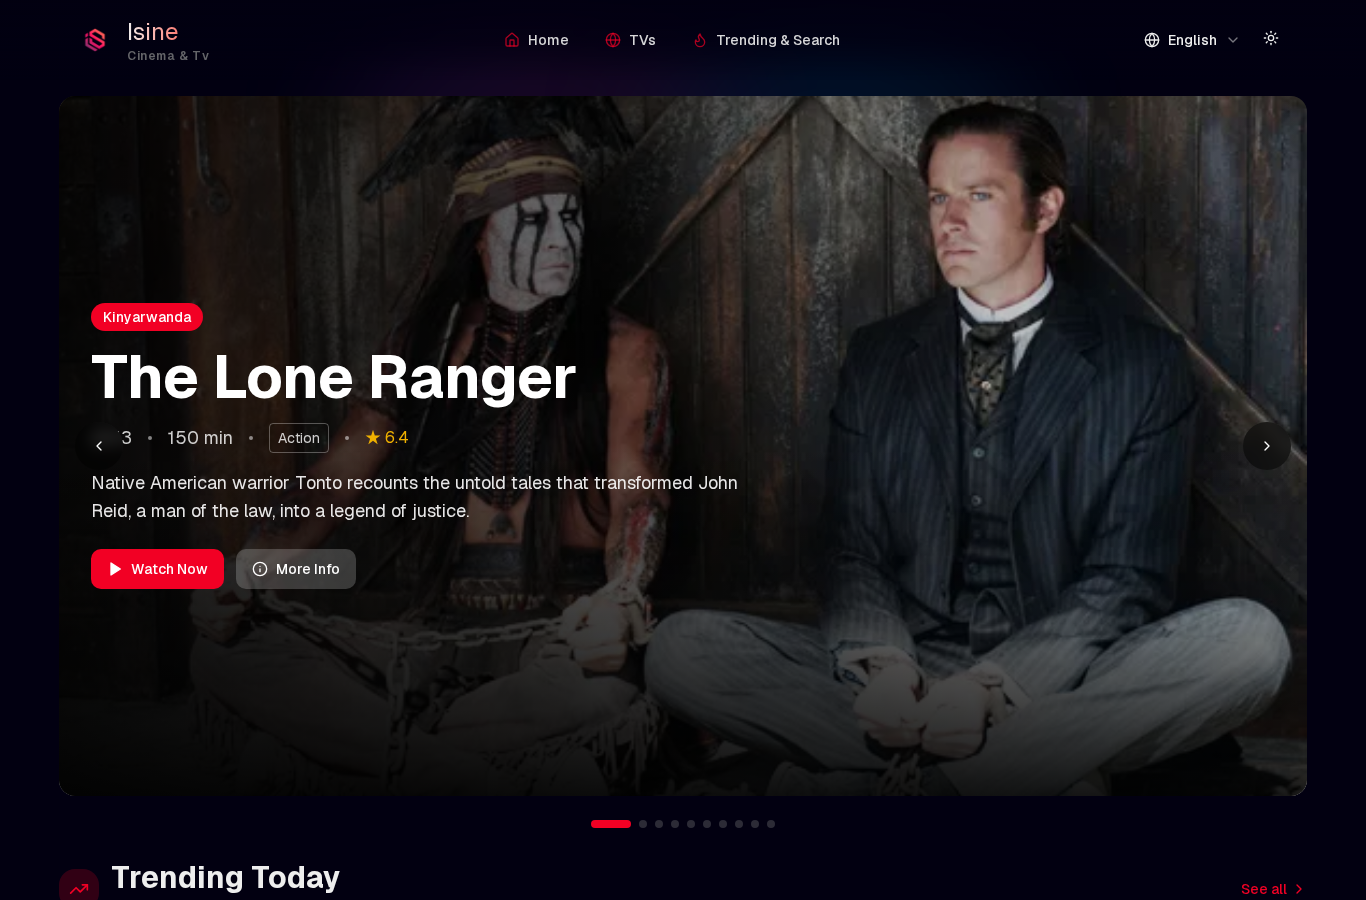 Isine
Cinema & Tv
Home
TVs
Trending & Search
English
Kinyarwanda
The Lone Ranger
3 • 150 min • Action • ★ 6.4
Native American warrior Tonto recounts the untold tales that transformed John
Reid, a man of the law, into a legend of justice.
Watch Now
More Info
Trending Today
See all